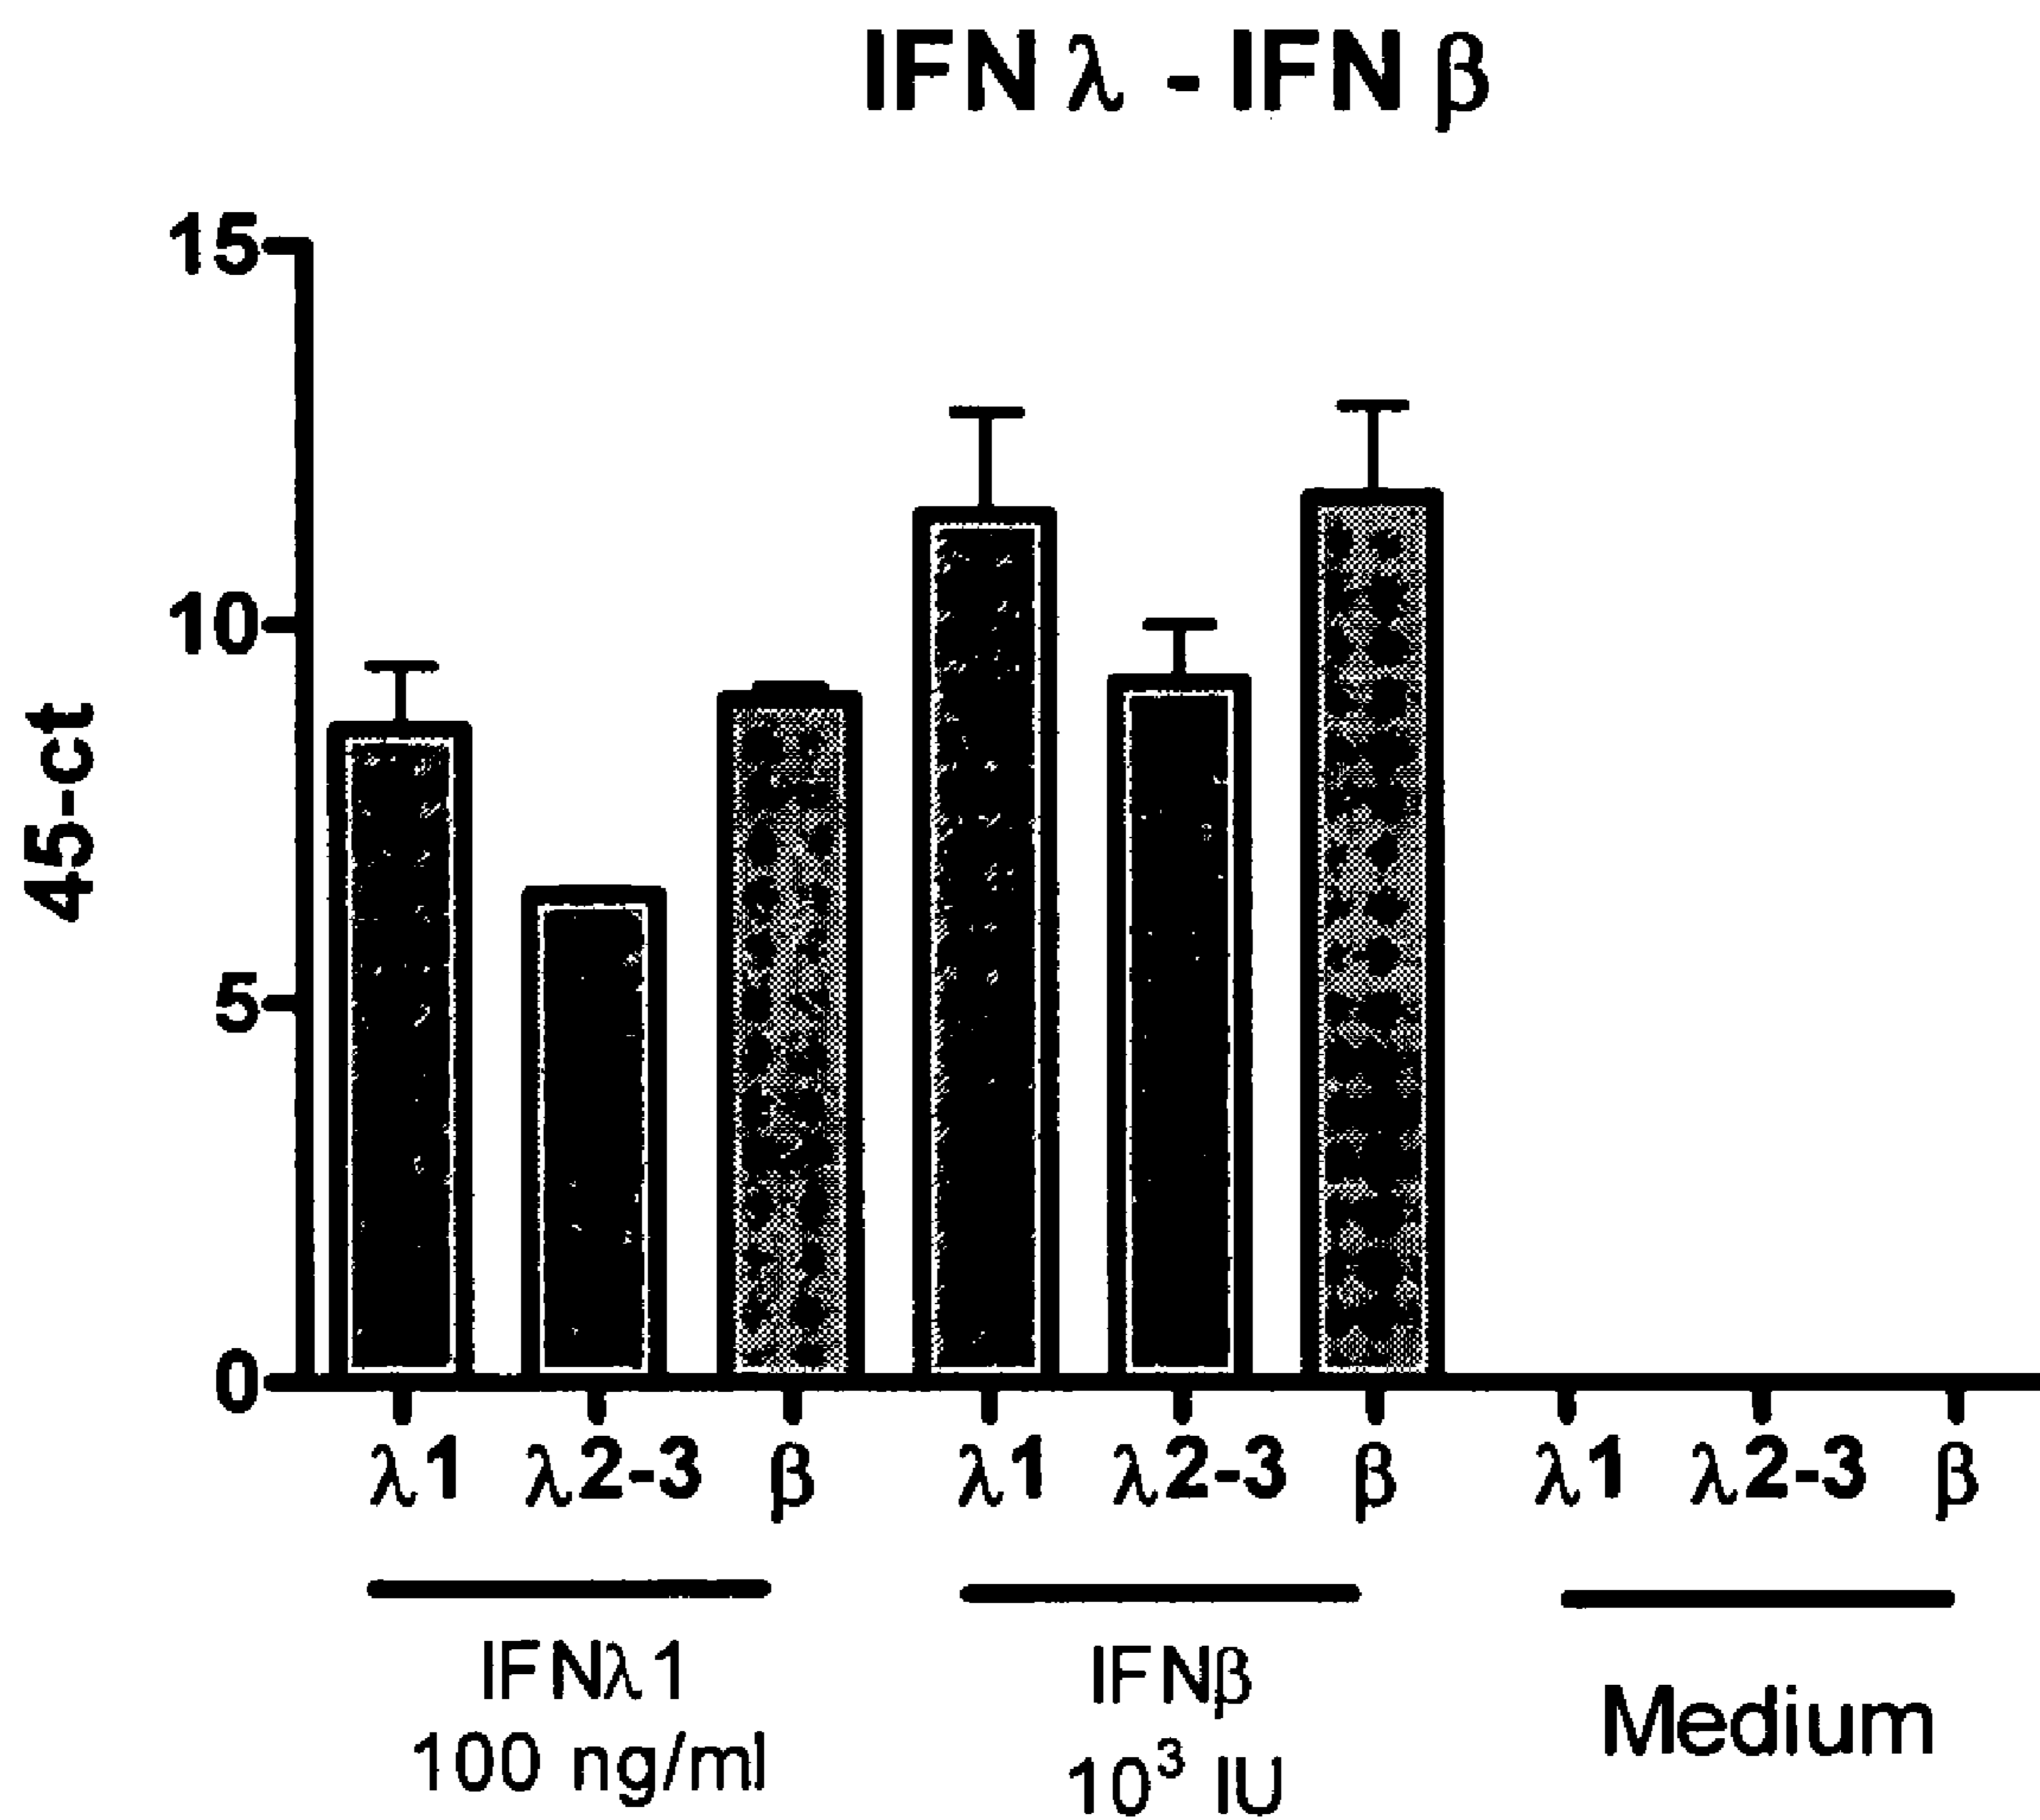 IFN λ - IFN β
15
10
5
0
45-ct
λ1 λ2-3 β λ1 λ2-3 β λ1 λ2-3 β
IFNλ1 IFNβ Medium
100 ng/ml 10³ IU